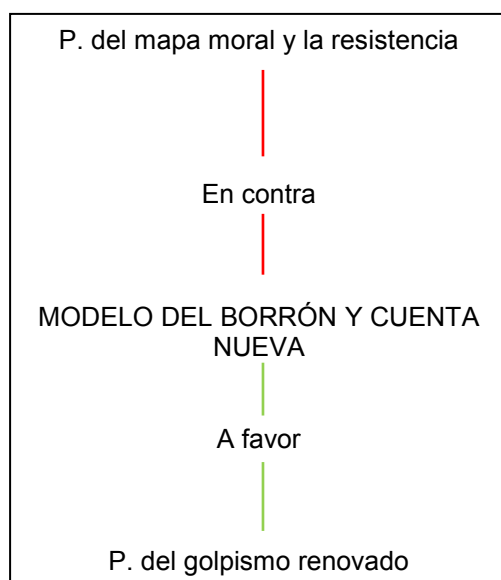 P. del mapa moral y la resistencia
En contra
MODELO DEL BORRÓN Y CUENTA
NUEVA
A favor
P. del golpismo renovado